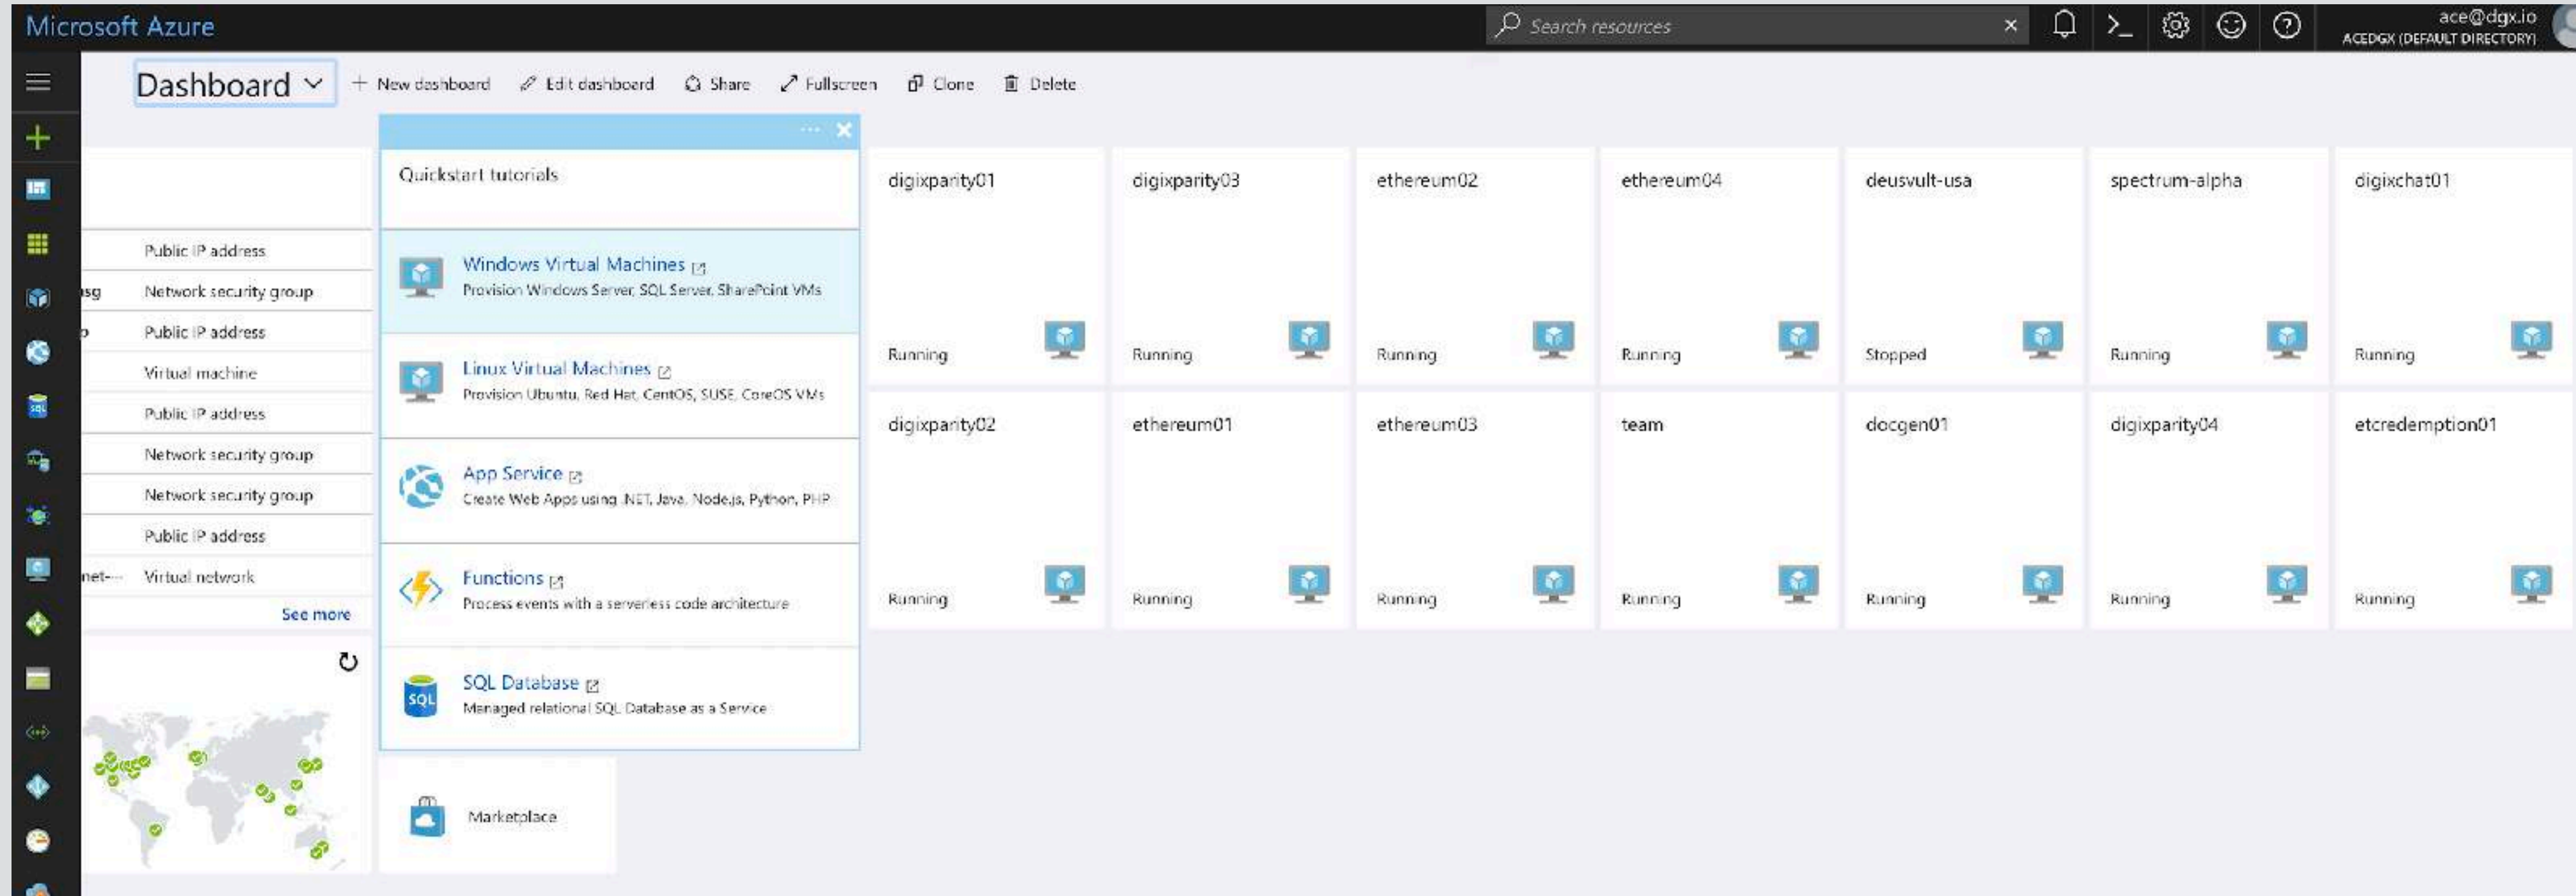 Microsoft Azure
Search resources
ace@dgx.io
ACEDGX (DEFAULT DIRECTORY)
Dashboard
New dashboard
Edit dashboard
Share
Fullscreen
Clone
Delete
Public IP address
sg Network security group
Public IP address
Virtual machine
Public IP address
Network security group
Network security group
Public IP address
net-... Virtual network
See more
Quickstart tutorials
Windows Virtual Machines
Provision Windows Server, SQL Server, SharePoint VMs
Linux Virtual Machines
Provision Ubuntu, Red Hat, CentOS, SUSE, CoreOS VMs
App Service
Create Web Apps using .NET, Java, Node.js, Python, PHP
Functions
Process events with a serverless code architecture
SQL
SQL Database
Managed relational SQL Database as a Service
Marketplace
digixparity01
Running
digixparity03
Running
ethereum02
Running
ethereum04
Running
deusvult-usa
Stopped
spectrum-alpha
Running
digixchat01
Running
digixparity02
Running
ethereum01
Running
ethereum03
Running
team
Running
docgen01
Running
digixparity04
Running
etcredemption01
Running